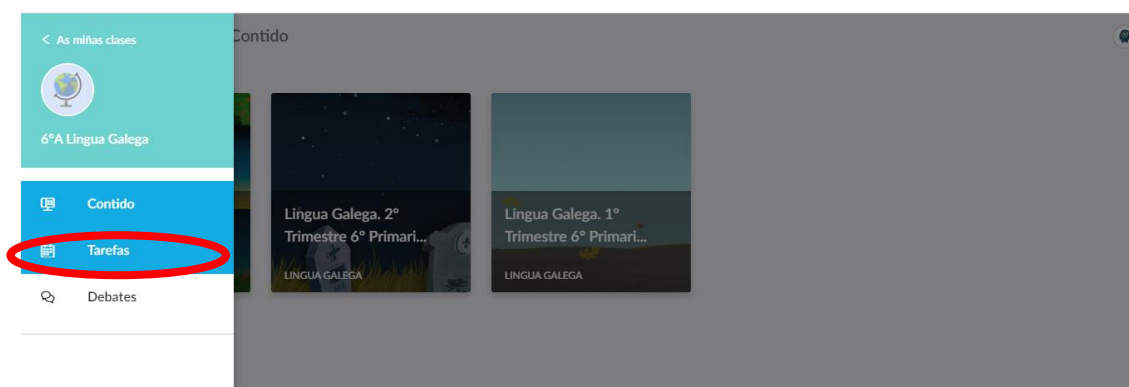 < As miñas clases
Contido
6ºA Lingua Galega
Contido
Tarefas
Debates
Lingua Galega. 2º
Trimestre 6º Primari...
LINGUA GALEGA
Lingua Galega. 1º
Trimestre 6º Primari...
LINGUA GALEGA